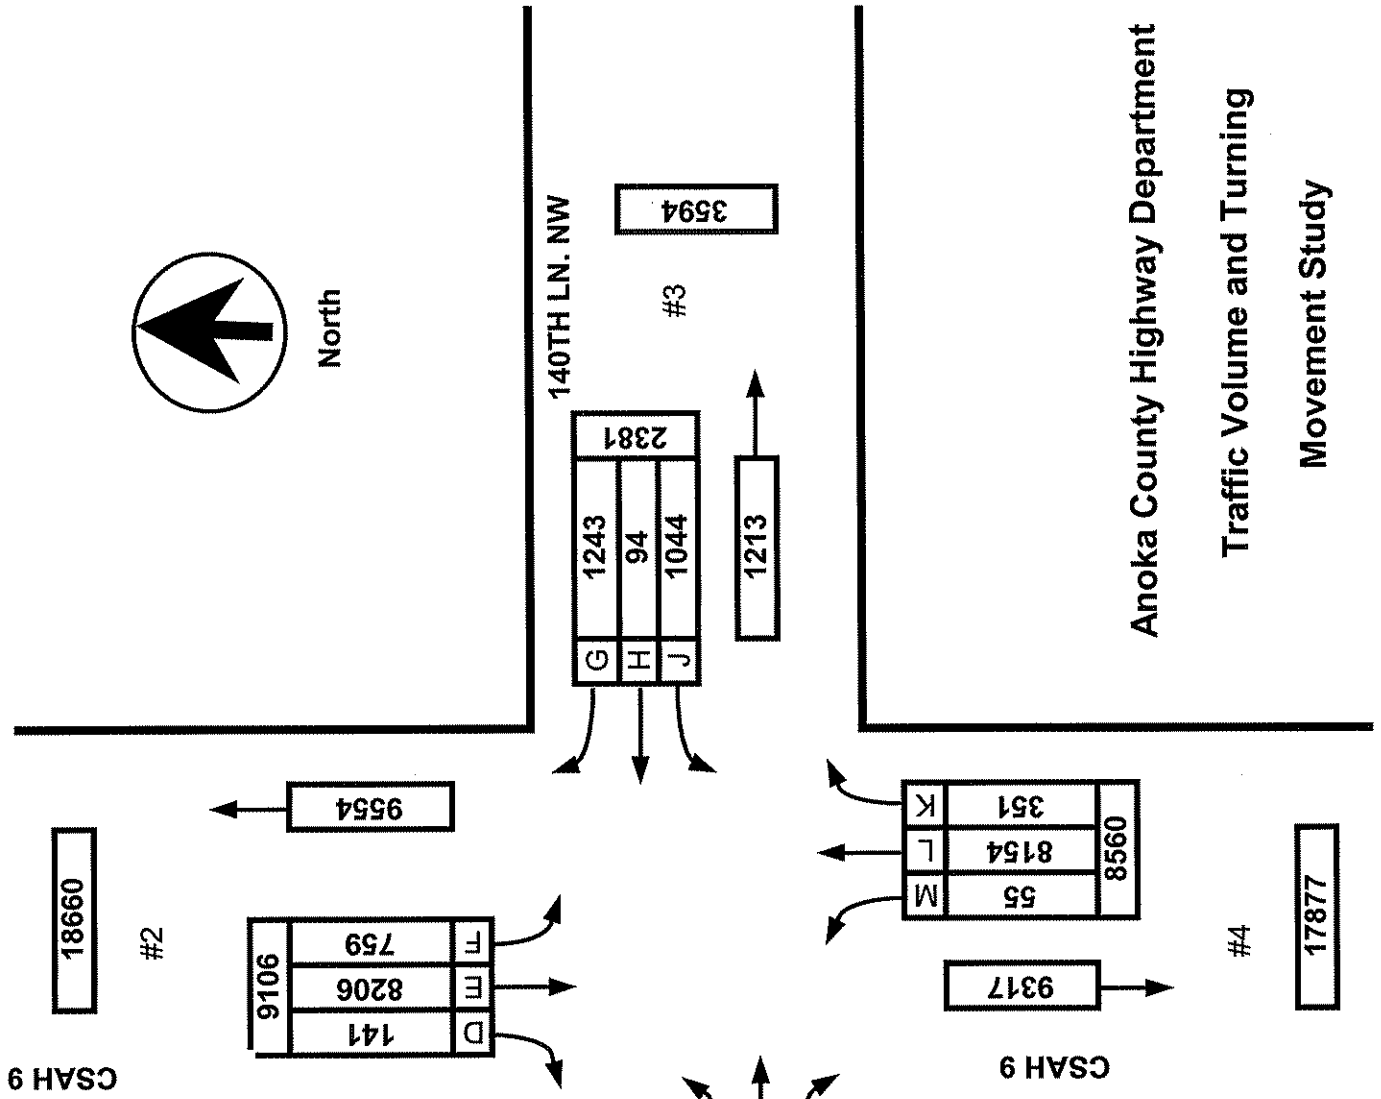 CSAH 9
18660
#2
9554
9106
141
8206
759
D
E
F
North
140TH LN. NW
3594
#3
2381
G 1243
H 94
J 1044
1213
M
L
K
55
8154
351
8560
9317
#4
17877
CSAH 9
Anoka County Highway Department
Traffic Volume and Turning
Movement Study